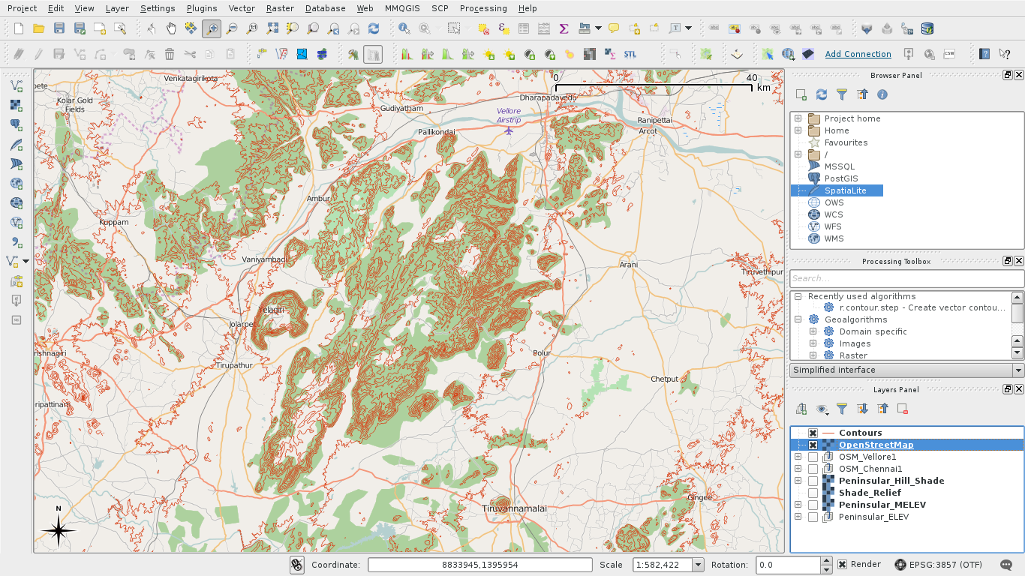 Project Edit View Layer Settings Plugins Vector Raster Database Web MMQGIS SCP Processing Help
STL
Add Connection
Venkatagirikota
Kolar Gold
Fields
Gudiyatham
Vellore
Airstrip
Dharapadavedu
0 40
km
Ranipettai
Arcot
Pallikondai
Ambur
Koppam
Vaniyambadi
Arani
Yelagiri
Jolarpet
Tirupathur
Bolur
Chetput
Tiruvannamalai
Gingee
N
Browser Panel
Project home
Home
Favourites
/
MSSQL
PostGIS
SpatiaLite
OWS
WCS
WFS
WMS
Processing Toolbox
Search...
Recently used algorithms
r.contour.step - Create vector contou...
Geoalgorithms
Domain specific
Images
Raster
Simplified interface
Layers Panel
Contours
OpenStreetMap
OSM_Vellore1
OSM_Chennai1
Peninsular_Hill_Shade
Shade_Relief
Peninsular_MELEV
Peninsular_ELEV
Coordinate: 8833945,1395954 Scale 1:582,422 Rotation: 0.0 Render EPSG:3857 (OTF)